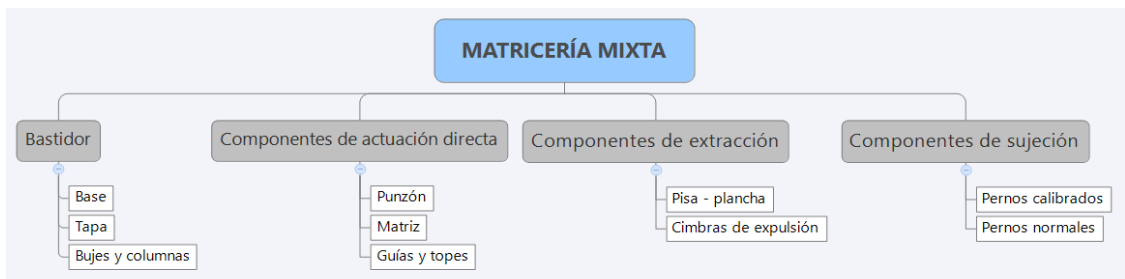 MATRICERÍA MIXTA
Bastidor
Base
Tapa
Bujes y columnas
Componentes de actuación directa
Punzón
Matriz
Guías y topes
Componentes de extracción
Pisa - plancha
Cimbras de expulsión
Componentes de sujeción
Pernos calibrados
Pernos normales